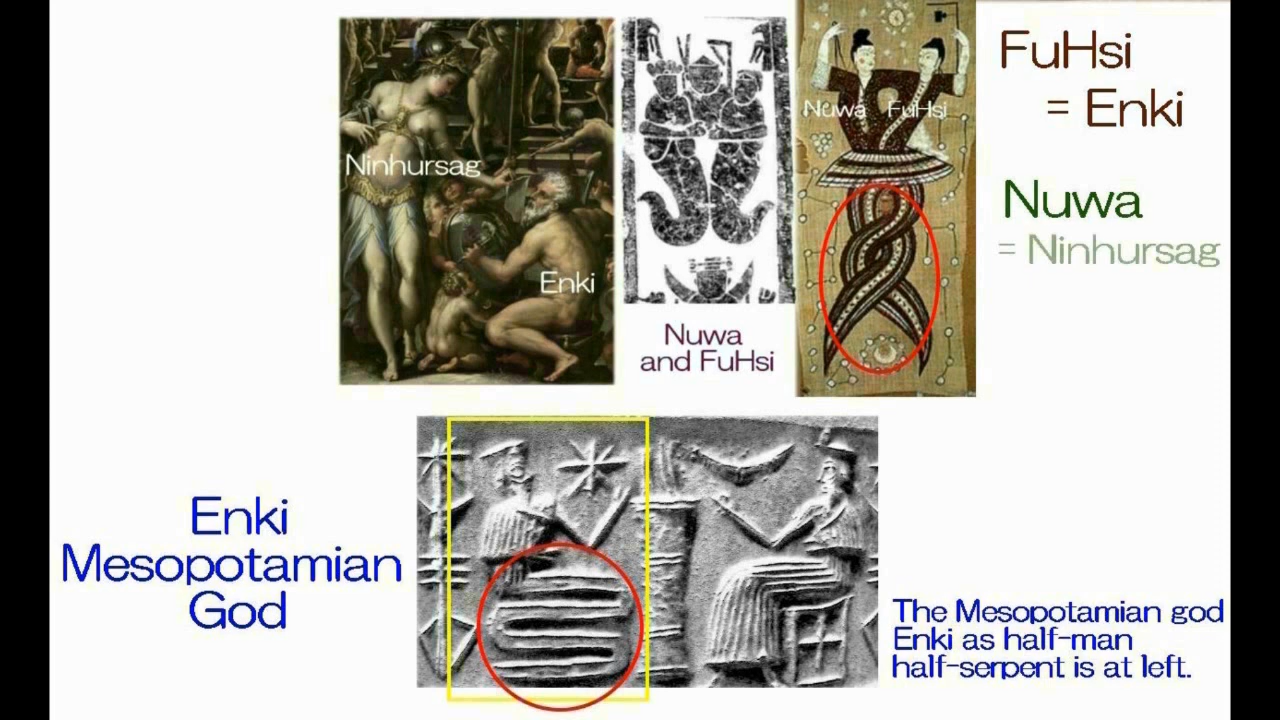 FuHsi
= Enki
Nuwa
= Ninhursag
Ninhursag
Enki
Nuwa FuHsi
Nuwa
and FuHsi
Enki
Mesopotamian
God
The Mesopotamian god
Enki as half-man
half-serpent is at left.